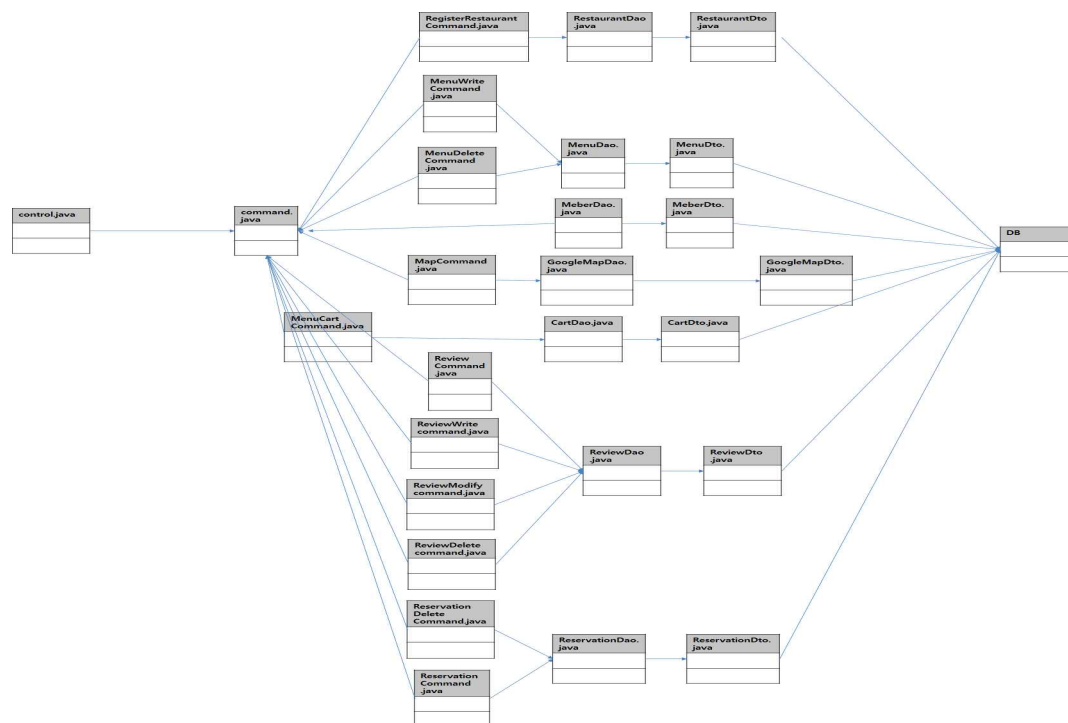 RegisterRestaurant
Command.java
RestaurantDao
.java
RestaurantDto
.java
MenuWrite
Command
.java
MenuDelete
Command
.java
MenuDao.
java
MenuDto.
java
control.java
command.
java
MeberDao.
java
MeberDto.
java
DB
MapCommand
.java
GoogleMapDao.
java
GoogleMapDto.
java
MenuCart
Command.java
CartDao.java
CartDto.java
Review
Command
.java
ReviewWrite
command.java
ReviewDao
.java
ReviewDto
.java
ReviewModify
command.java
ReviewDelete
command.java
Reservation
Delete
Command.java
ReservationDao.
java
ReservationDto.
java
Reservation
Command
.java